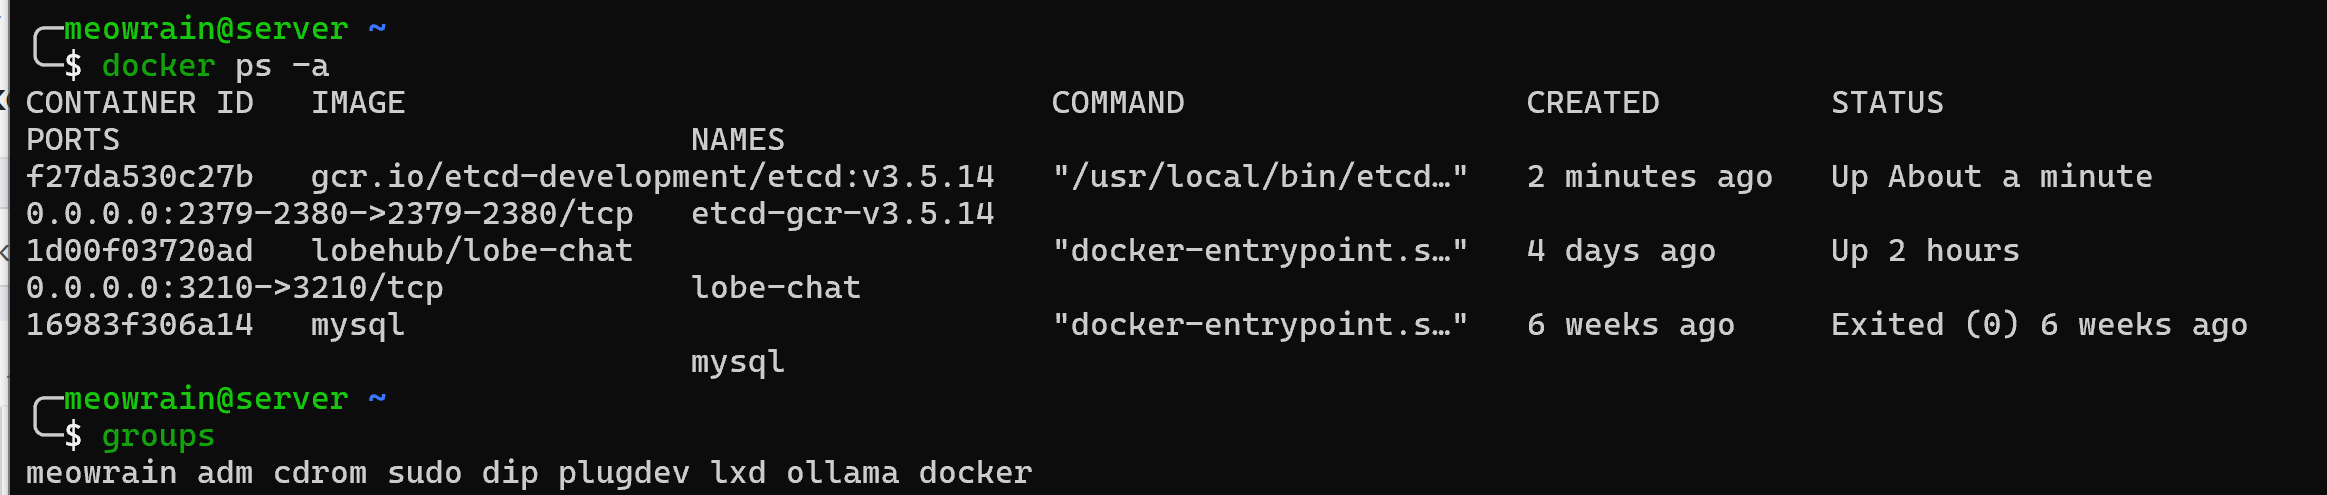 meowrain@server ~
$ docker ps -a
CONTAINER ID   IMAGE                                  COMMAND                  CREATED         STATUS
PORTS                              NAMES
f27da530c27b   gcr.io/etcd-development/etcd:v3.5.14   "/usr/local/bin/etcd…"   2 minutes ago   Up About a minute
0.0.0.0:2379-2380->2379-2380/tcp   etcd-gcr-v3.5.14
1d00f03720ad   lobehub/lobe-chat                      "docker-entrypoint.s…"   4 days ago      Up 2 hours
0.0.0.0:3210->3210/tcp             lobe-chat
16983f306a14   mysql                                  "docker-entrypoint.s…"   6 weeks ago     Exited (0) 6 weeks ago
                                   mysql
meowrain@server ~
$ groups
meowrain adm cdrom sudo dip plugdev lxd ollama docker